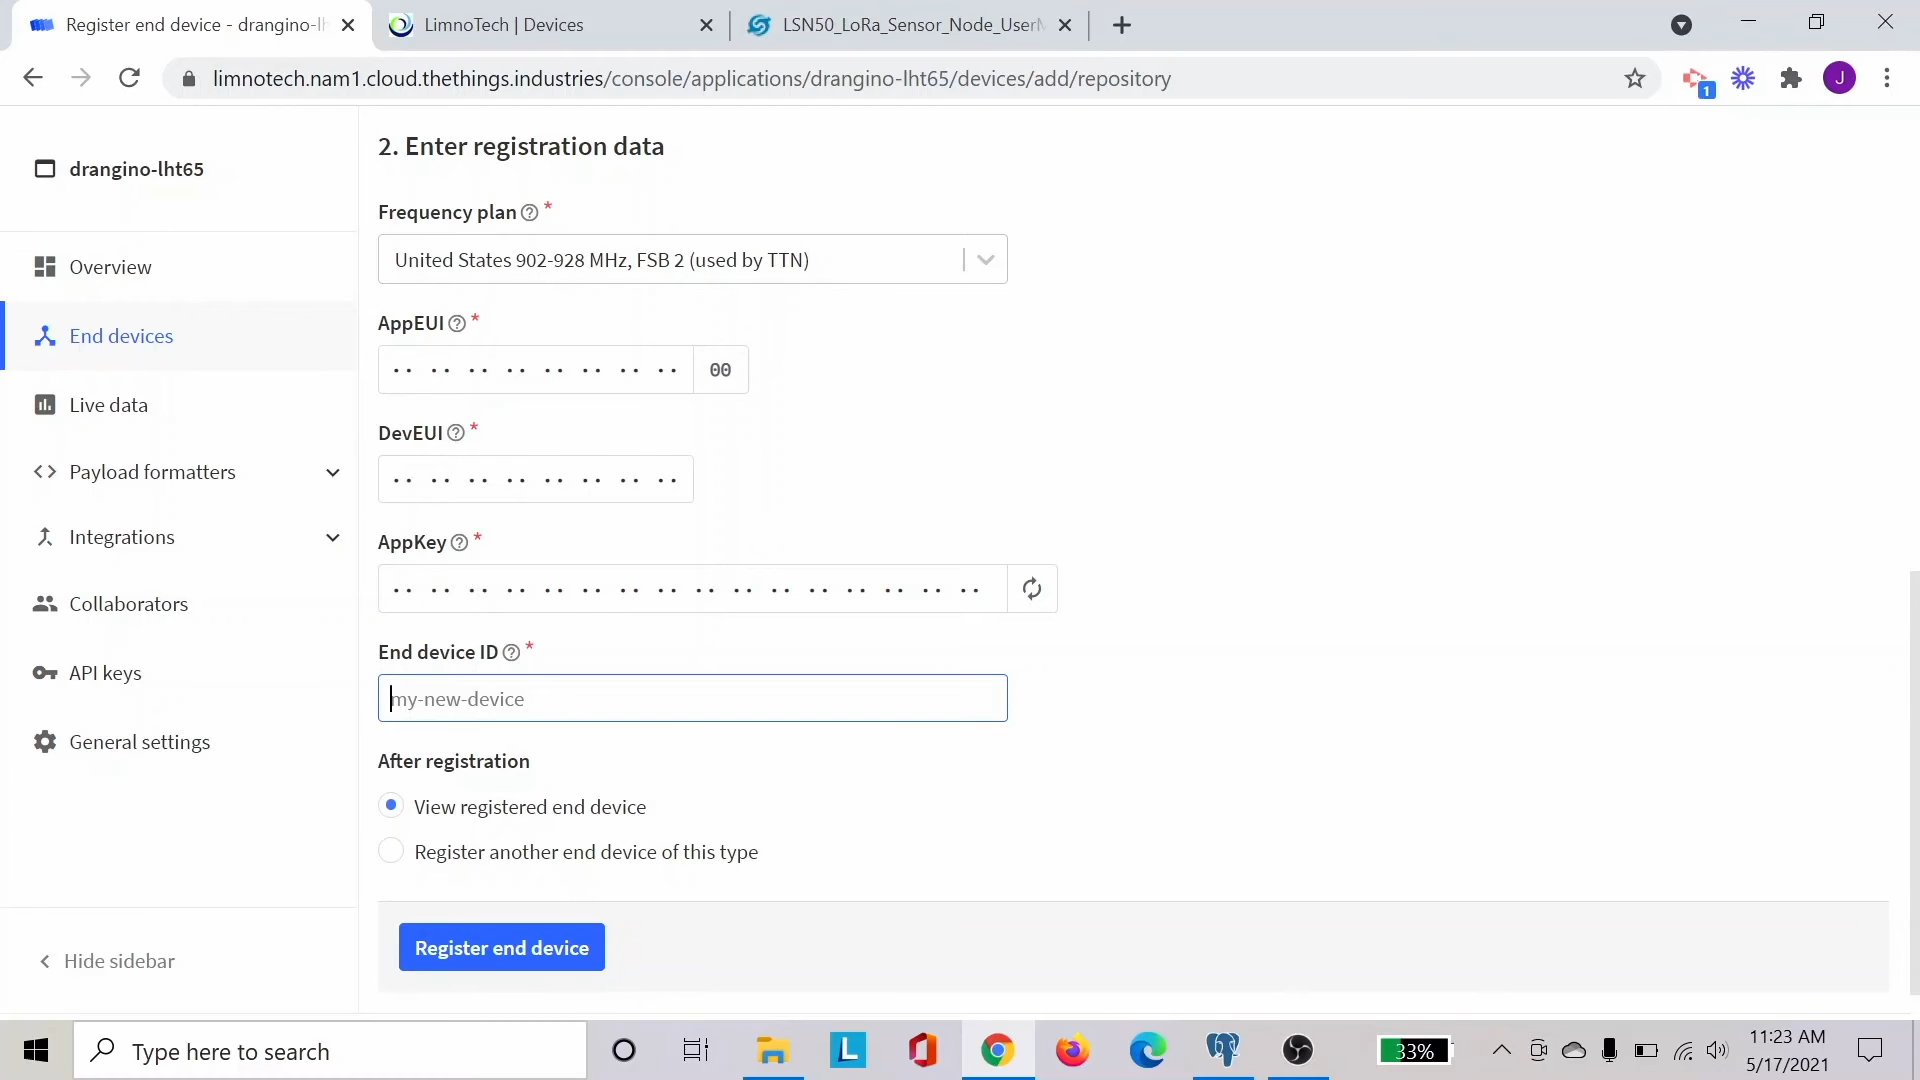 Register end device - drangino-lh
LimnoTech | Devices
LSN50_LoRa_Sensor_Node_UserM
limnotech.nam1.cloud.thethings.industries/console/applications/drangino-lht65/devices/add/repository
1
J
drangino-lht65
Overview
End devices
Live data
Payload formatters
Integrations
Collaborators
API keys
General settings
Hide sidebar
2. Enter registration data
Frequency plan *
United States 902-928 MHz, FSB 2 (used by TTN)
AppEUI *
00
DevEUI *
AppKey *
End device ID *
my-new-device
After registration
View registered end device
Register another end device of this type
Register end device
Type here to search
L
33%
11:23 AM
5/17/2021